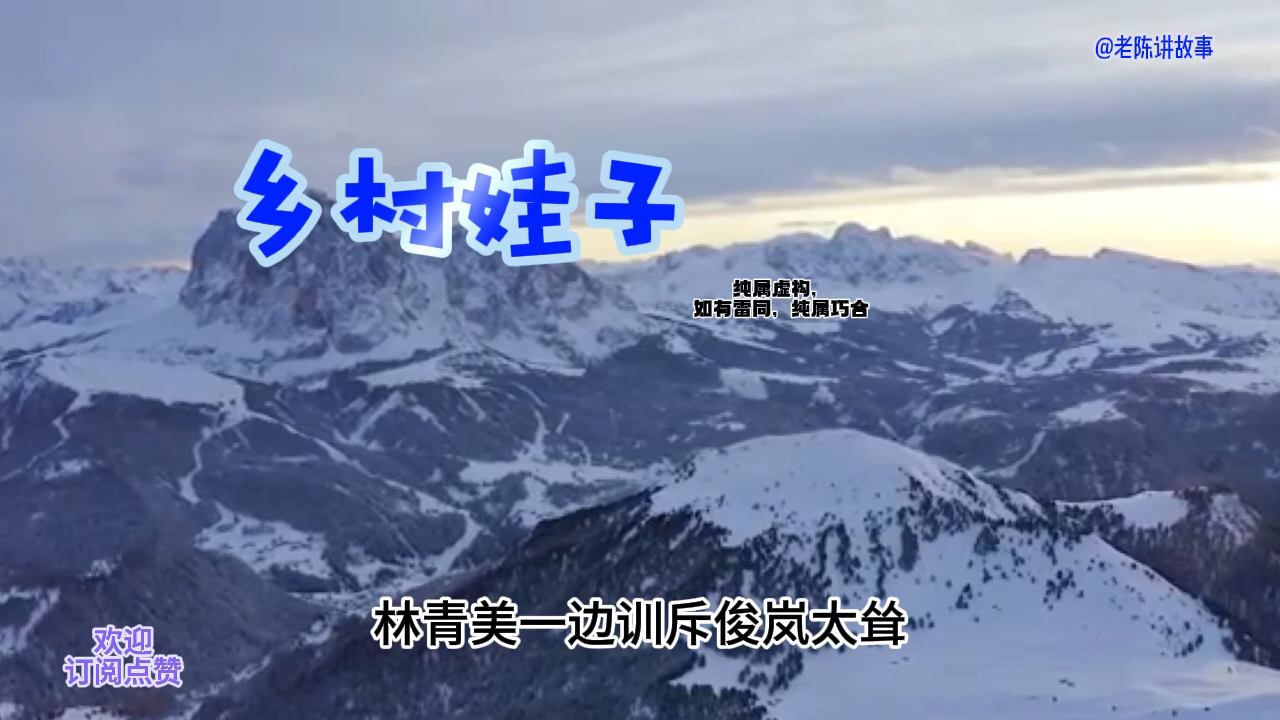 @老陈讲故事
乡村娃子
纯属虚构，
如有雷同，纯属巧合
林青美一边训斥俊岚太耸
欢迎
订阅点赞